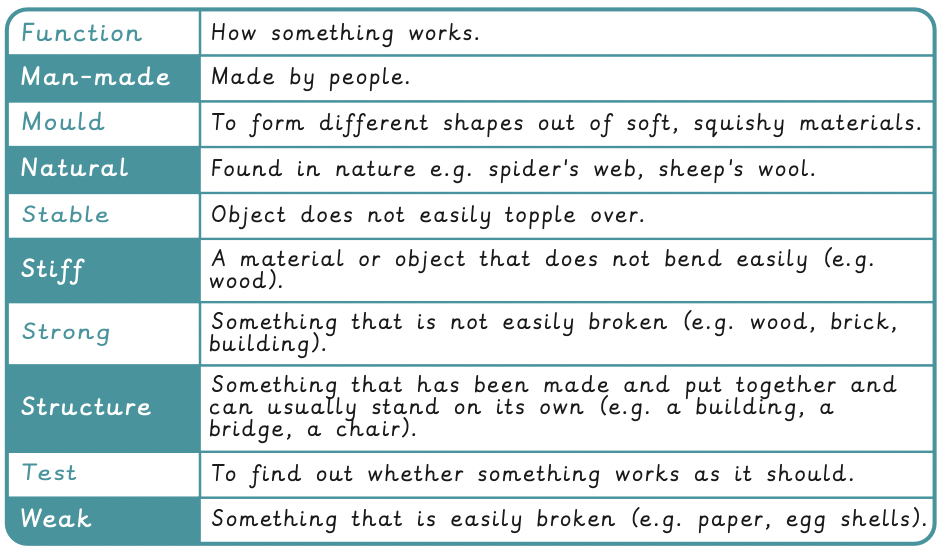 Function
How something works.
Man-made
Made by people.
Mould
To form different shapes out of soft, squishy materials.
Natural
Found in nature e.g. spider's web, sheep's wool.
Stable
Object does not easily topple over.
Stiff
A material or object that does not bend easily (e.g.
wood).
Strong
Something that is not easily broken (e.g. wood, brick,
building).
Structure
Something that has been made and put together and
can usually stand on its own (e.g. a building, a
bridge, a chair).
Test
To find out whether something works as it should.
Weak
Something that is easily broken (e.g. paper, egg shells).